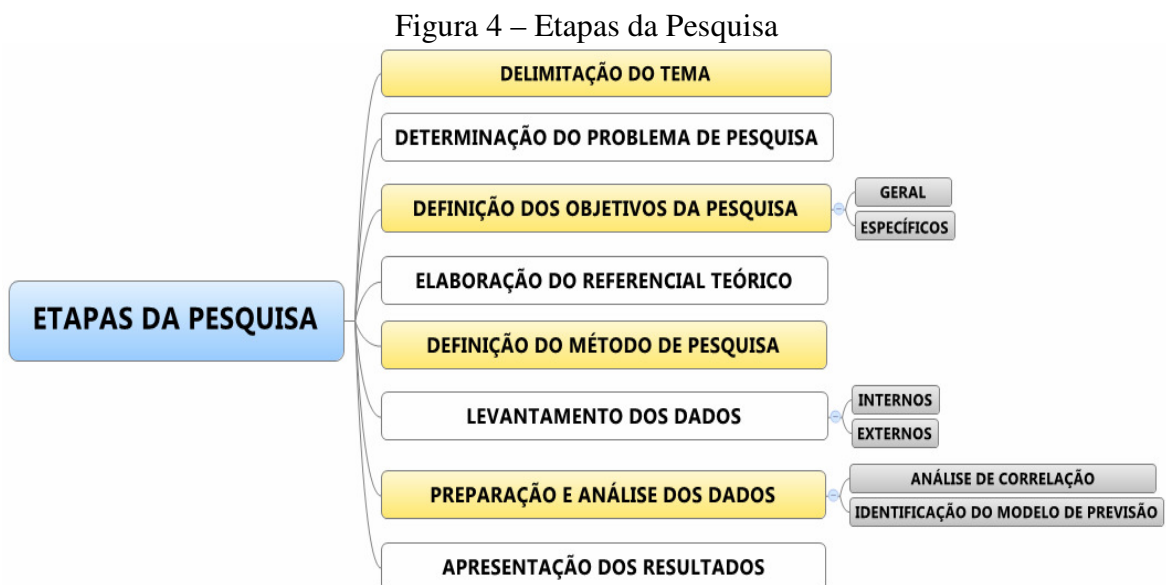 Figura 4 – Etapas da Pesquisa
DELIMITAÇÃO DO TEMA
DETERMINAÇÃO DO PROBLEMA DE PESQUISA
DEFINIÇÃO DOS OBJETIVOS DA PESQUISA
GERAL
ESPECÍFICOS
ELABORAÇÃO DO REFERENCIAL TEÓRICO
ETAPAS DA PESQUISA
DEFINIÇÃO DO MÉTODO DE PESQUISA
LEVANTAMENTO DOS DADOS
INTERNOS
EXTERNOS
PREPARAÇÃO E ANÁLISE DOS DADOS
ANÁLISE DE CORRELAÇÃO
IDENTIFICAÇÃO DO MODELO DE PREVISÃO
APRESENTAÇÃO DOS RESULTADOS